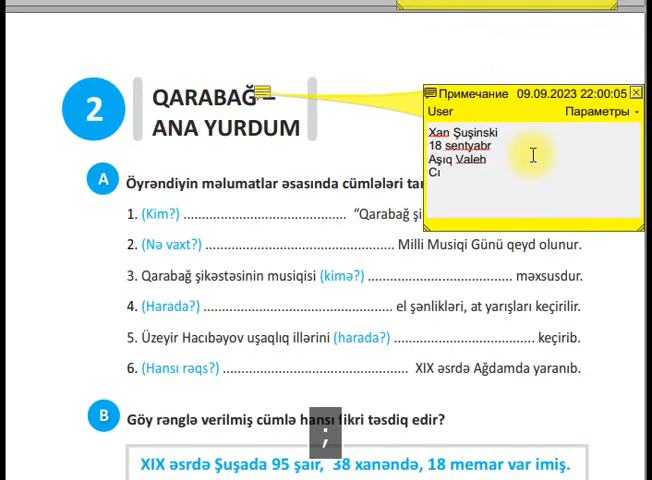 2
QARABAĞ –
ANA YURDUM
Примечание 09.09.2023 22:00:05
User Параметры
Xan Şuşinski
18 sentyabr
Aşıq Valeh
Cı
A Öyrəndiyin məlumatlar əsasında cümlələri
1. (Kim?) ........................................... "Qarabağ
2. (Nə vaxt?) .................................................. Milli Musiqi Günü qeyd olunur.
3. Qarabağ şikəstəsinin musiqisi (kimə?) ...................................... məxsusdur.
4. (Harada?) .................................................. el şənlikləri, at yarışları keçirilir.
5. Üzeyir Hacıbəyov uşaqlıq illərini (harada?) ..................................... keçirib.
6. (Hansı rəqs?) ................................................. XIX əsrdə Ağdamda yaranıb.
B Göy rənglə verilmiş cümlə hansı fikri təsdiq edir?
;
XIX əsrdə Şuşada 95 şair, 38 xanəndə, 18 memar var imiş.